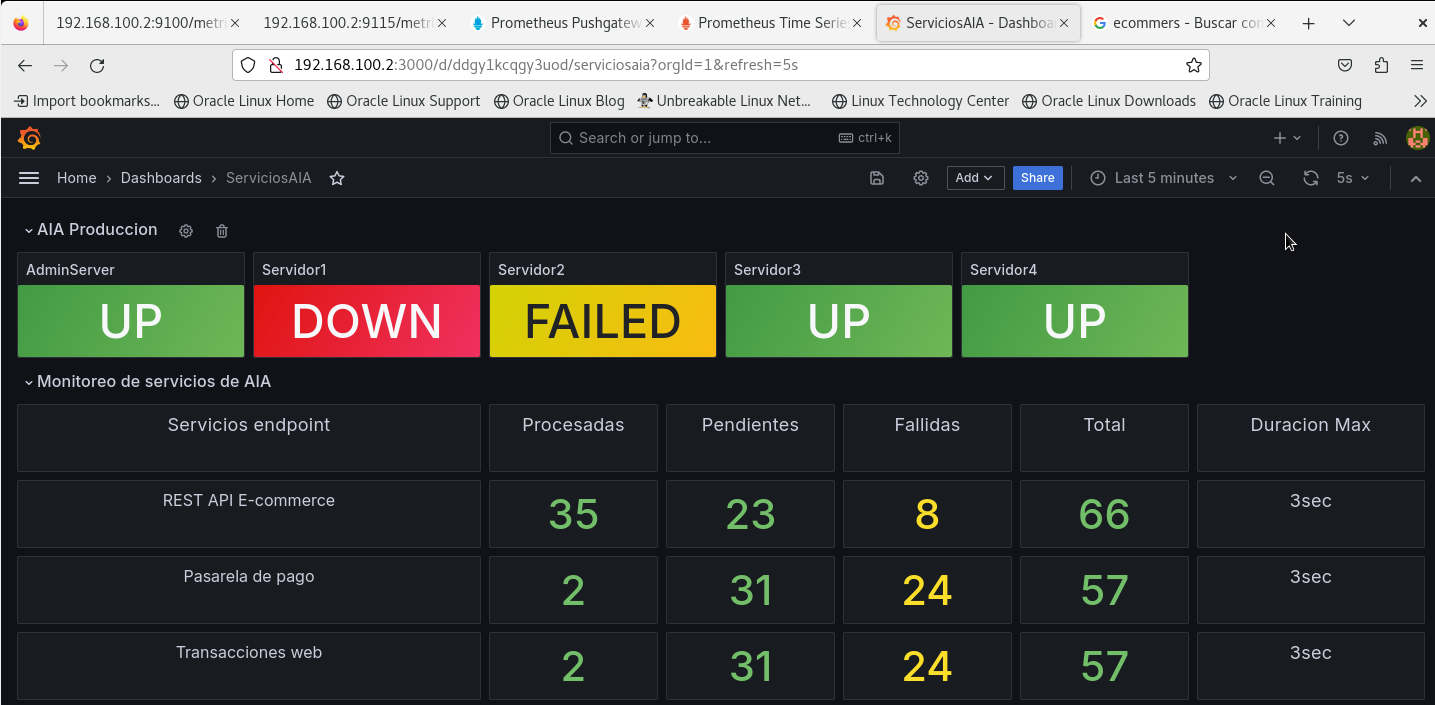 192.168.100.2:9100/metri
192.168.100.2:9115/metri
Prometheus Pushgatew
Prometheus Time Serie
ServiciosAIA - Dashboa
ecommers - Buscar con
192.168.100.2:3000/d/ddgy1kcqgy3uod/serviciosaia?orgId=1&refresh=5s
Import bookmarks...
Oracle Linux Home
Oracle Linux Support
Oracle Linux Blog
Unbreakable Linux Net...
Linux Technology Center
Oracle Linux Downloads
Oracle Linux Training
Search or jump to...
ctrl+k
Home › Dashboards › ServiciosAIA
Add
Share
Last 5 minutes
5s
AIA Produccion
AdminServer
UP
Servidor1
DOWN
Servidor2
FAILED
Servidor3
UP
Servidor4
UP
Monitoreo de servicios de AIA
Servicios endpoint Procesadas Pendientes Fallidas Total Duracion Max
REST API E-commerce 35 23 8 66 3sec
Pasarela de pago 2 31 24 57 3sec
Transacciones web 2 31 24 57 3sec